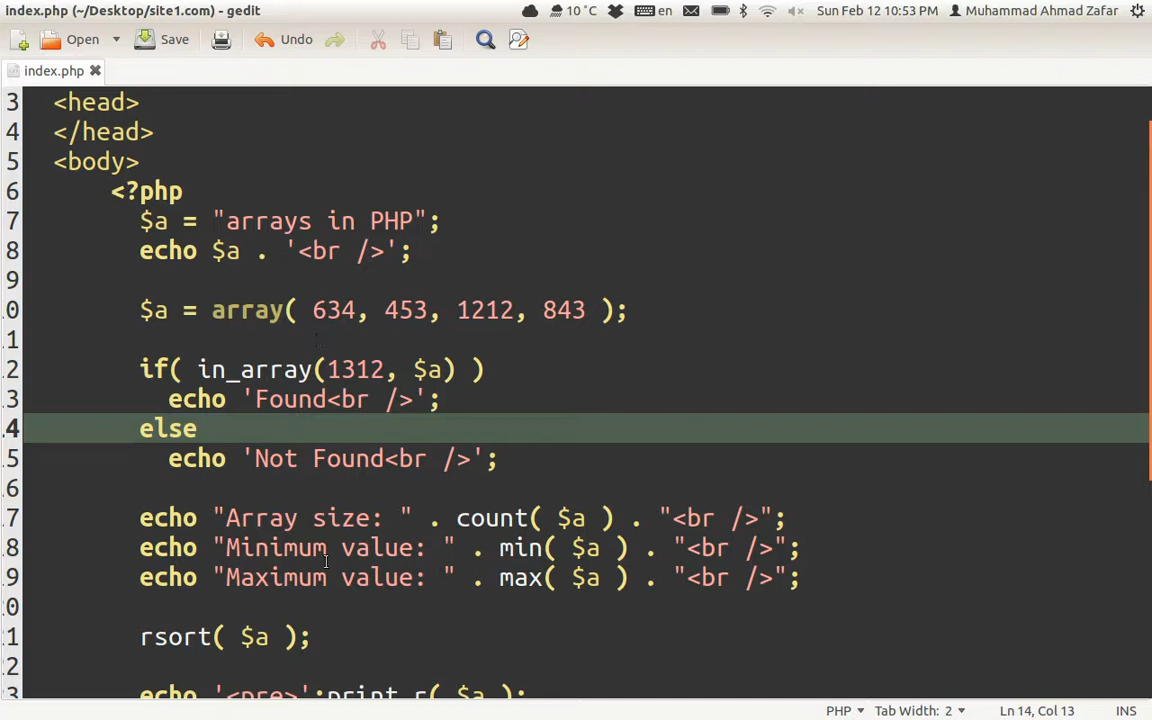 index.php (~/Desktop/site1.com) - gedit
10 °C
en
Sun Feb 12 10:53 PM
Muhammad Ahmad Zafar
Open
Save
Undo
index.php
3 <head>
4 </head>
5 <body>
6 <?php
7 $a = "arrays in PHP";
8 echo $a . '<br />';
9
0 $a = array( 634, 453, 1212, 843 );
1
2 if( in_array(1312, $a) )
3 echo 'Found<br />';
4 else
5 echo 'Not Found<br />';
6
7 echo "Array size: " . count( $a ) . "<br />";
8 echo "Minimum value: " . min( $a ) . "<br />";
9 echo "Maximum value: " . max( $a ) . "<br />";
0
1 rsort( $a );
2
3 echo '<pre>';print_r( $a );
PHP
Tab Width: 2
Ln 14, Col 13
INS